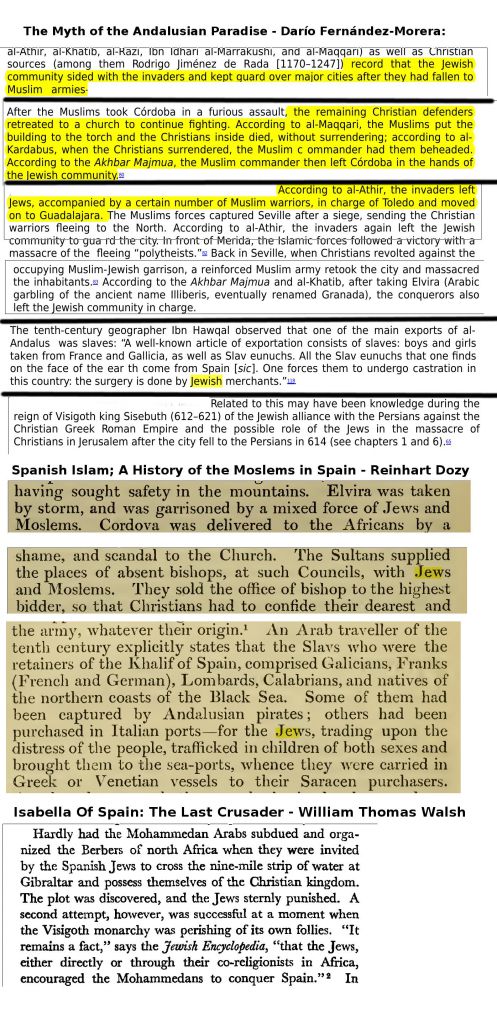 The Myth of the Andalusian Paradise - Darío Fernández-Morera:
al-Athir, al-Khatib, al-Razi, Ibn Idhari al-Marrakushi, and al-Maqqari) as well as Christian
sources (among them Rodrigo Jiménez de Rada [1170–1247]) record that the Jewish
community sided with the invaders and kept guard over major cities after they had fallen to
Muslim armies-
After the Muslims took Córdoba in a furious assault, the remaining Christian defenders
retreated to a church to continue fighting. According to al-Maqqari, the Muslims put the
building to the torch and the Christians inside died, without surrendering; according to al-
Kardabus, when the Christians surrendered, the Muslim c ommander had them beheaded.
According to the Akhbar Majmua, the Muslim commander then left Córdoba in the hands of
the Jewish community.
According to al-Athir, the invaders left
Jews, accompanied by a certain number of Muslim warriors, in charge of Toledo and moved
on to Guadalajara. The Muslims forces captured Seville after a siege, sending the Christian
warriors fleeing to the North. According to al-Athir, the invaders again left the Jewish
community to gua rd the city. In front of Merida, the Islamic forces followed a victory with a
massacre of the fleeing "polytheists." Back in Seville, when Christians revolted against the
occupying Muslim-Jewish garrison, a reinforced Muslim army retook the city and massacred
the inhabitants. According to the Akhbar Majmua and al-Khatib, after taking Elvira (Arabic
garbling of the ancient name Illiberis, eventually renamed Granada), the conquerors also
left the Jewish community in charge.
The tenth-century geographer Ibn Hawqal observed that one of the main exports of al-
Andalus was slaves: "A well-known article of exportation consists of slaves: boys and girls
taken from France and Gallicia, as well as Slav eunuchs. All the Slav eunuchs that one finds
on the face of the ear th come from Spain [sic]. One forces them to undergo castration in
this country: the surgery is done by Jewish merchants."
Related to this may have been knowledge during the
reign of Visigoth king Sisebuth (612–621) of the Jewish alliance with the Persians against the
Christian Greek Roman Empire and the possible role of the Jews in the massacre of
Christians in Jerusalem after the city fell to the Persians in 614 (see chapters 1 and 6).
Spanish Islam; A History of the Moslems in Spain - Reinhart Dozy
having sought safety in the mountains. Elvira was taken
by storm, and was garrisoned by a mixed force of Jews and
Moslems. Cordova was delivered to the Africans by a
shame, and scandal to the Church. The Sultans supplied
the places of absent bishops, at such Councils, with Jews
and Moslems. They sold the office of bishop to the highest
bidder, so that Christians had to confide their dearest and
the army, whatever their origin.¹ An Arab traveller of the
tenth century explicitly states that the Slavs who were the
retainers of the Khalif of Spain, comprised Galicians, Franks
(French and German), Lombards, Calabrians, and natives of
the northern coasts of the Black Sea. Some of them had
been captured by Andalusian pirates; others had been
purchased in Italian ports—for the Jews, trading upon the
distress of the people, trafficked in children of both sexes and
brought them to the sea-ports, whence they were carried in
Greek or Venetian vessels to their Saracen purchasers.
Isabella Of Spain: The Last Crusader - William Thomas Walsh
Hardly had the Mohammedan Arabs subdued and orga-
nized the Berbers of north Africa when they were invited
by the Spanish Jews to cross the nine-mile strip of water at
Gibraltar and possess themselves of the Christian kingdom.
The plot was discovered, and the Jews sternly punished. A
second attempt, however, was successful at a moment when
the Visigoth monarchy was perishing of its own follies. "It
remains a fact," says the Jewish Encyclopedia, "that the Jews,
either directly or through their co-religionists in Africa,
encouraged the Mohammedans to conquer Spain."² In